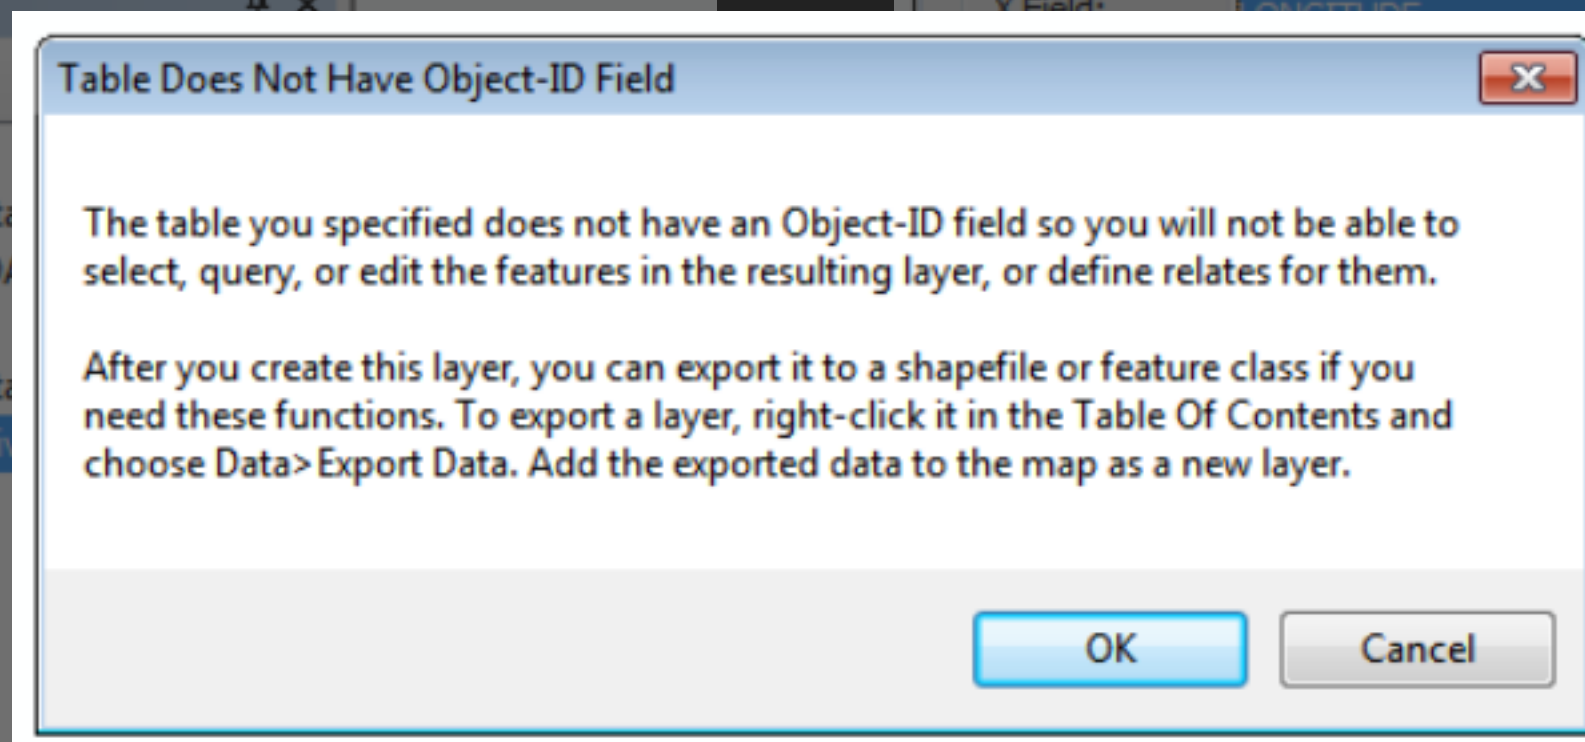 X Field:
LONGITUDE
Table Does Not Have Object-ID Field
The table you specified does not have an Object-ID field so you will not be able to
select, query, or edit the features in the resulting layer, or define relates for them.
After you create this layer, you can export it to a shapefile or feature class if you
need these functions. To export a layer, right-click it in the Table Of Contents and
choose Data>Export Data. Add the exported data to the map as a new layer.
OK
Cancel